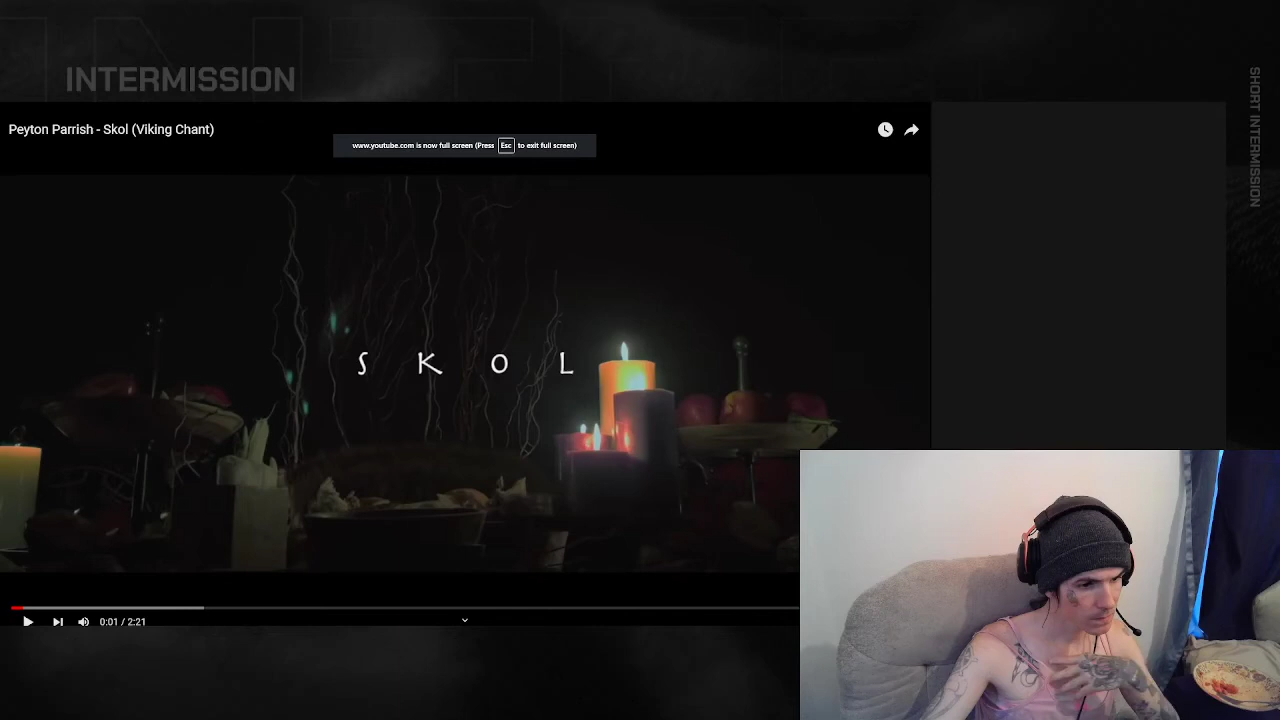 INTERMISSION
SHORT INTERMISSION
Peyton Parrish - Skol (Viking Chant)
www.youtube.com is now full screen (Press Esc to exit full screen)
SKOL
0:01 / 2:21